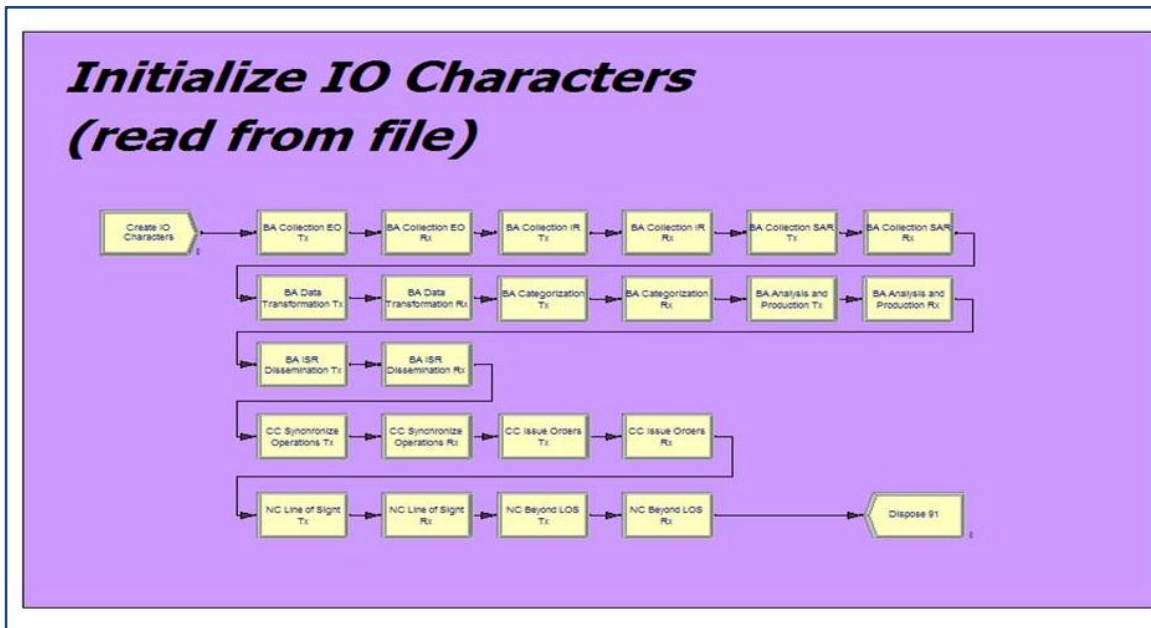 Initialize IO Characters
(read from file)
Create IO
Characters
BA Collection EO
Tx
BA Collection EO
Rx
BA Collection IR
Tx
BA Collection IR
Rx
BA Collection SAR
Tx
BA Collection SAR
Rx
BA Data
Transformation Tx
BA Data
Transformation Rx
BA Categorization
Tx
BA Categorization
Rx
BA Analysis and
Production Tx
BA Analysis and
Production Rx
BA ISR
Dissemination Tx
BA ISR
Dissemination Rx
CC Synchronize
Operations Tx
CC Synchronize
Operations Rx
CC Issue Orders
Tx
CC Issue Orders
Rx
NC Line of Signt
Tx
NC Line of Signt
Rx
NC Beyond LOS
Tx
NC Beyond LOS
Rx
Dispose 91